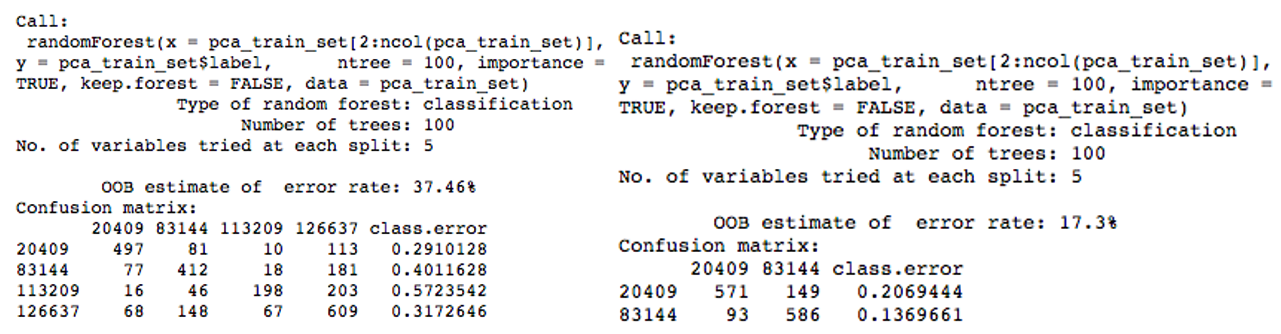 Call:
randomForest(x = pca_train_set[2:ncol(pca_train_set)],
y = pca_train_set$label, ntree = 100, importance =
TRUE, keep.forest = FALSE, data = pca_train_set)
Type of random forest: classification
Number of trees: 100
No. of variables tried at each split: 5
OOB estimate of error rate: 37.46%
Confusion matrix:
20409 83144 113209 126637 class.error
20409 497 81 10 113 0.2910128
83144 77 412 18 181 0.4011628
113209 16 46 198 203 0.5723542
126637 68 148 67 609 0.3172646
Call:
randomForest(x = pca_train_set[2:ncol(pca_train_set)],
y = pca_train_set$label, ntree = 100, importance =
TRUE, keep.forest = FALSE, data = pca_train_set)
Type of random forest: classification
Number of trees: 100
No. of variables tried at each split: 5
OOB estimate of error rate: 17.3%
Confusion matrix:
20409 83144 class.error
20409 571 149 0.2069444
83144 93 586 0.1369661